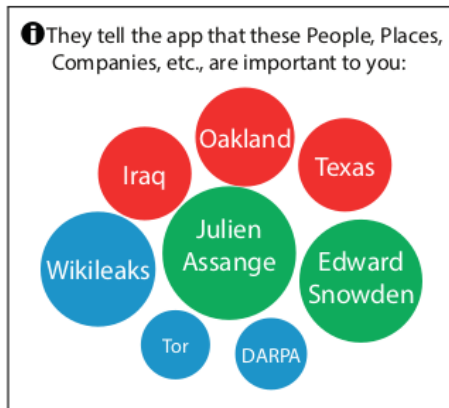 They tell the app that these People, Places,
Companies, etc., are important to you:
Oakland
Iraq
Texas
Julien
Assange
Wikileaks
Edward
Snowden
Tor
DARPA